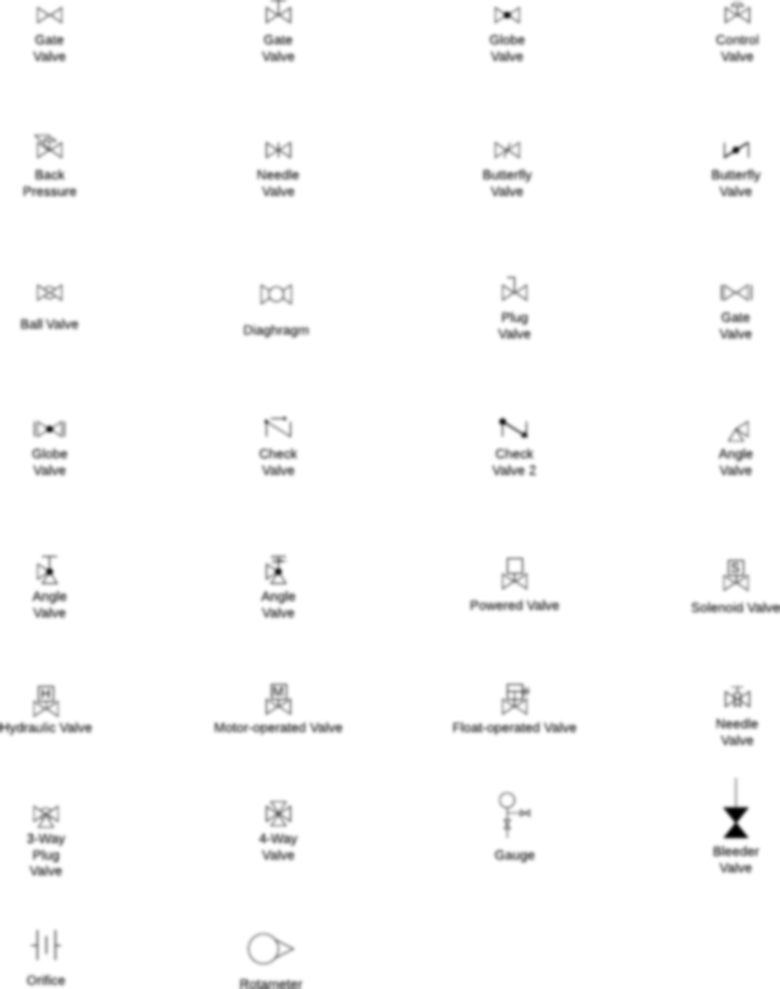 Gate
Valve
Gate
Valve
Globe
Valve
Control
Valve
Back
Pressure
Needle
Valve
Butterfly
Valve
Butterfly
Valve
Ball Valve
Diaghragm
Plug
Valve
Gate
Valve
Globe
Valve
Check
Valve
Check
Valve 2
Angle
Valve
Angle
Valve
Angle
Valve
Powered Valve
S
Solenoid Valve
H
Hydraulic Valve
M
Motor-operated Valve
Float-operated Valve
Needle
Valve
3-Way
Plug
Valve
4-Way
Valve
Gauge
Bleeder
Valve
Orifice
Rotameter